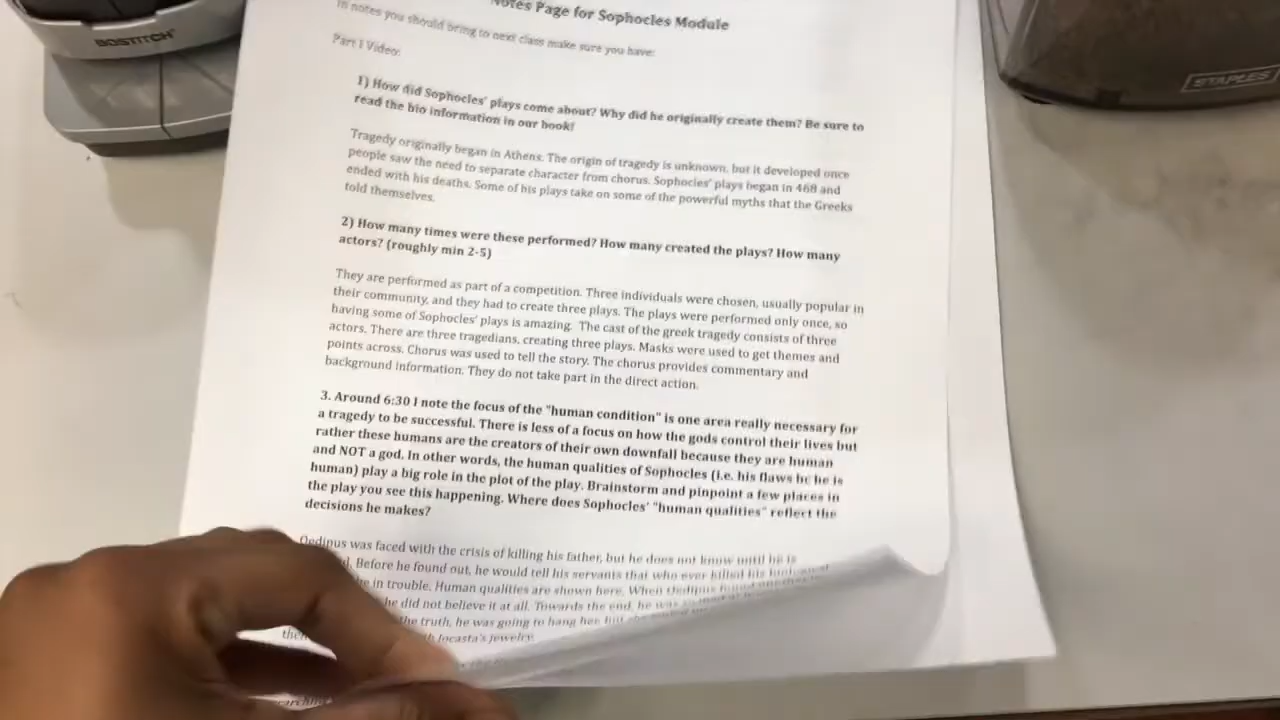 BOSTITCH
STAPLES
Notes Page for Sophocles Module
In notes you should bring to next class make sure you have:
Part 1 Video:
1) How did Sophocles' plays come about? Why did he originally create them? Be sure to
read the bio information in our book!
Tragedy originally began in Athens. The origin of tragedy is unknown, but it developed once
people saw the need to separate character from chorus. Sophocles' plays began in 468 and
ended with his deaths. Some of his plays take on some of the powerful myths that the Greeks
told themselves.
2) How many times were these performed? How many created the plays? How many
actors? (roughly min 2-5)
They are performed as part of a competition. Three individuals were chosen, usually popular in
their community, and they had to create three plays. The plays were performed only once, so
having some of Sophocles' plays is amazing. The cast of the greek tragedy consists of three
actors. There are three tragedians, creating three plays. Masks were used to get themes and
points across. Chorus was used to tell the story. The chorus provides commentary and
background information. They do not take part in the direct action.
3. Around 6:30 I note the focus of the "human condition" is one area really necessary for
a tragedy to be successful. There is less of a focus on how the gods control their lives but
rather these humans are the creators of their own downfall because they are human
and NOT a god. In other words, the human qualities of Sophocles (i.e. his flaws bc he is
human) play a big role in the plot of the play. Brainstorm and pinpoint a few places in
the play you see this happening. Where does Sophocles' "human qualities" reflect the
decisions he makes?
Oedipus was faced with the crisis of killing his father, but he does not know until he is
Before he found out, he would tell his servants that who ever killed his
in trouble. Human qualities are shown here. When Oedipus found
he did not believe it at all. Towards the end, he was
the truth, he was going to hang her but she
Jocasta's jewelry.